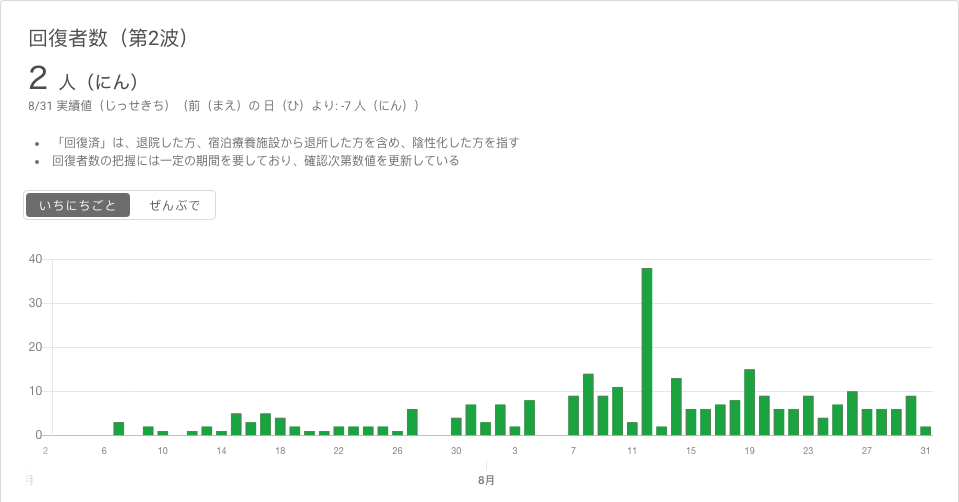 回復者数（第2波）
2 人（にん）
8/31 実績値（じっせきち）（前（まえ）の 日（ひ）より: -7 人（にん））
• 「回復済」は、退院した方、宿泊療養施設から退所した方を含め、陰性化した方を指す
• 回復者数の把握には一定の期間を要しており、確認次第数値を更新している
いちにちごと ぜんぶで
40
30
20
10
0
2 6 10 14 18 22 26 30 3 7 11 15 19 23 27 31
月 8月